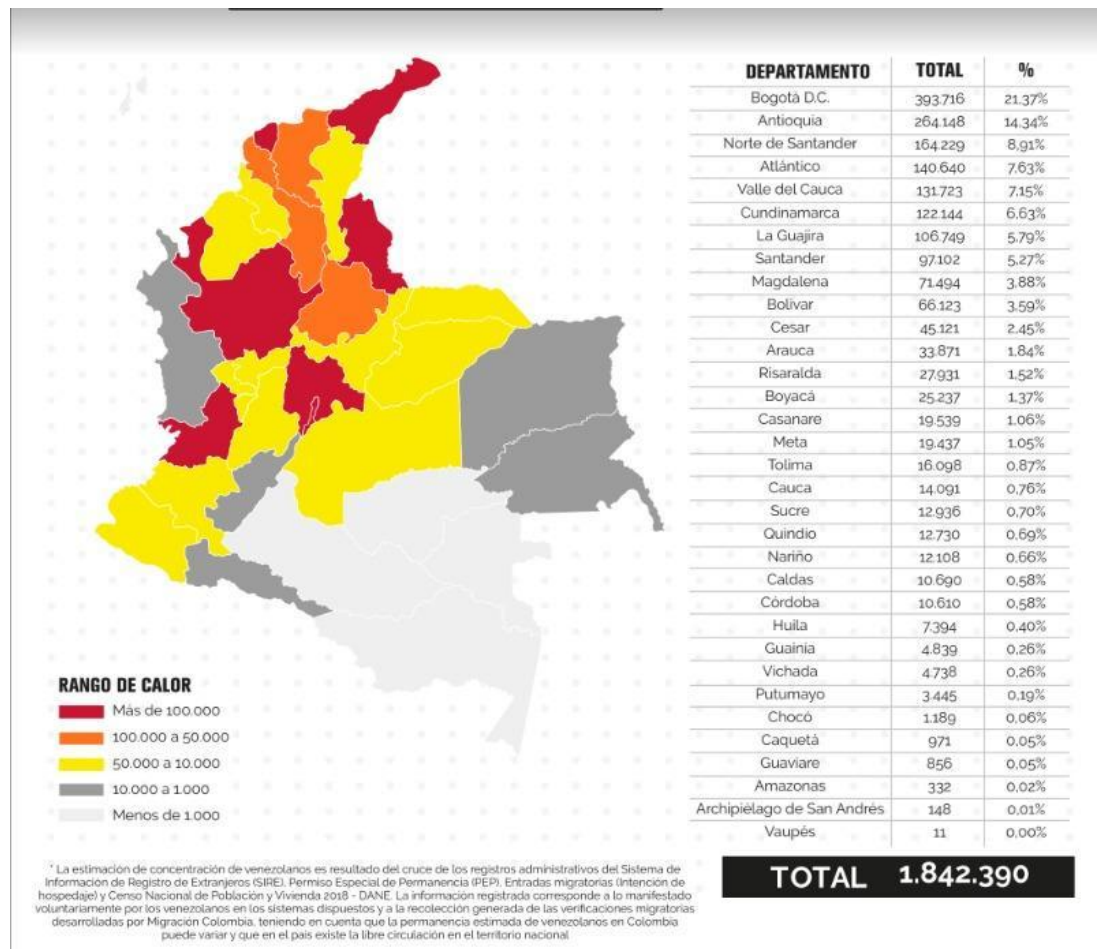 DEPARTAMENTO TOTAL %
Bogotá D.C. 393.716 21,37%
Antioquia 264.148 14,34%
Norte de Santander 164.229 8,91%
Atlántico 140.640 7,63%
Valle del Cauca 131.723 7,15%
Cundinamarca 122.144 6,63%
La Guajira 106.749 5,79%
Santander 97.102 5,27%
Magdalena 71.494 3,88%
Bolívar 66.123 3,59%
Cesar 45.121 2,45%
Arauca 33.871 1,84%
Risaralda 27.931 1,52%
Boyacá 25.237 1,37%
Casanare 19.539 1,06%
Meta 19.437 1,05%
Tolima 16.098 0,87%
Cauca 14.091 0,76%
Sucre 12.936 0,70%
Quindío 12.730 0,69%
Nariño 12.108 0,66%
Caldas 10.690 0,58%
Córdoba 10.610 0,58%
Huila 7.394 0,40%
Guainía 4.839 0,26%
Vichada 4.738 0,26%
Putumayo 3.445 0,19%
Chocó 1.189 0,06%
Caquetá 971 0,05%
Guaviare 856 0,05%
Amazonas 332 0,02%
Archipiélago de San Andrés 148 0,01%
Vaupés 11 0,00%
TOTAL 1.842.390
RANGO DE CALOR
Más de 100.000
100.000 a 50.000
50.000 a 10.000
10.000 a 1.000
Menos de 1.000
* La estimación de concentración de venezolanos es resultado del cruce de los registros administrativos del Sistema de
Información de Registro de Extranjeros (SIRE), Permiso Especial de Permanencia (PEP), Entradas migratorias (Intención de
hospedaje) y Censo Nacional de Población y Vivienda 2018 - DANE. La información registrada corresponde a lo manifestado
voluntariamente por los venezolanos en los sistemas dispuestos y a la recolección generada de las verificaciones migratorias
desarrolladas por Migración Colombia, teniendo en cuenta que la permanencia estimada de venezolanos en Colombia
puede variar y que en el país existe la libre circulación en el territorio nacional